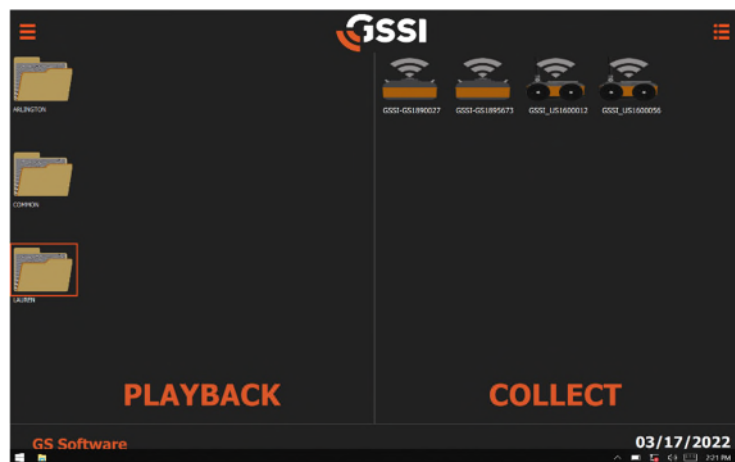 GSSI
ARLINGTON
COMMON
LAUREN
PLAYBACK
GSSI-GS1890027
GSSI-GS1895673
GSSI_US1600012
GSSI_US1600056
COLLECT
GS Software
03/17/2022
2:21 PM